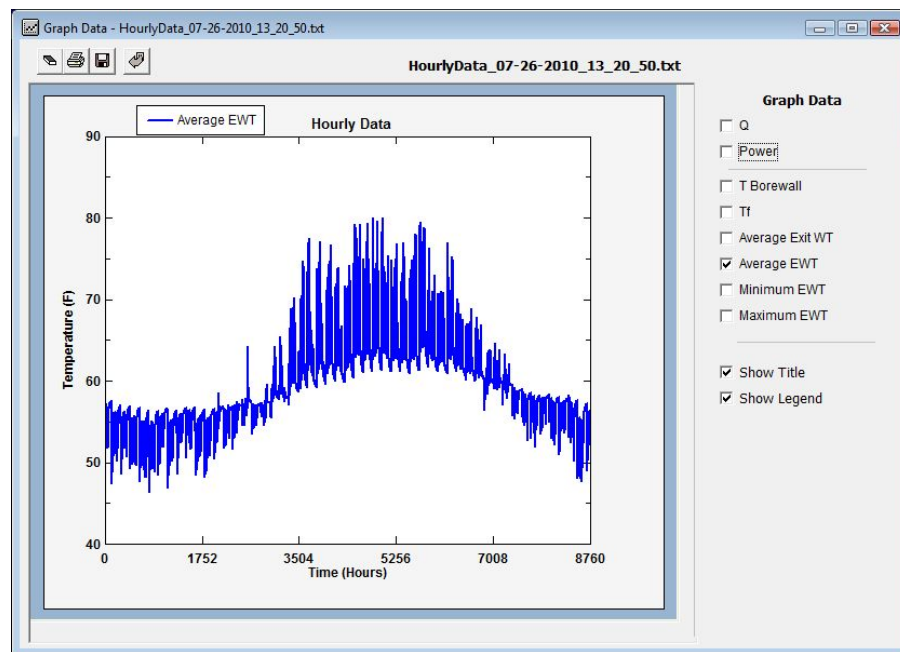 Graph Data - HourlyData_07-26-2010_13_20_50.txt
HourlyData_07-26-2010_13_20_50.txt
Average EWT
Hourly Data
90
80
70
60
50
40
Temperature (F)
0 1752 3504 5256 7008 8760
Time (Hours)
Graph Data
Q
Power
T Borewall
Tf
Average Exit WT
Average EWT
Minimum EWT
Maximum EWT
Show Title
Show Legend